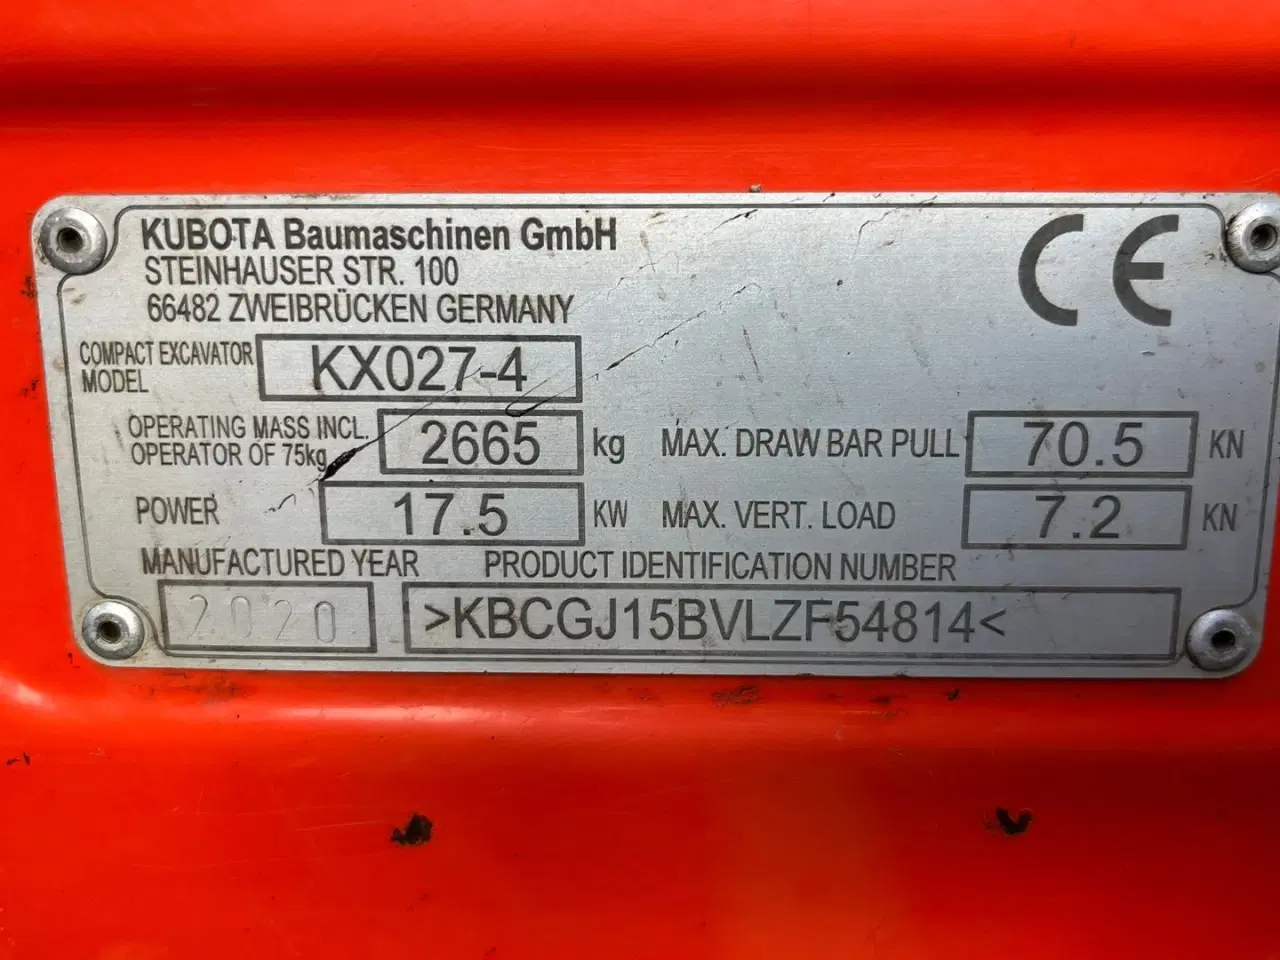 KUBOTA Baumaschinen GmbH
STEINHAUSER STR. 100
66482 ZWEIBRÜCKEN GERMANY
CE
COMPACT EXCAVATOR
MODEL
KX027-4
OPERATING MASS INCL.
OPERATOR OF 75kg
2665 kg
MAX. DRAW BAR PULL 70.5 KN
POWER 17.5 KW
MAX. VERT. LOAD 7.2 KN
MANUFACTURED YEAR
2020
PRODUCT IDENTIFICATION NUMBER
>KBCGJ15BVLZF54814<